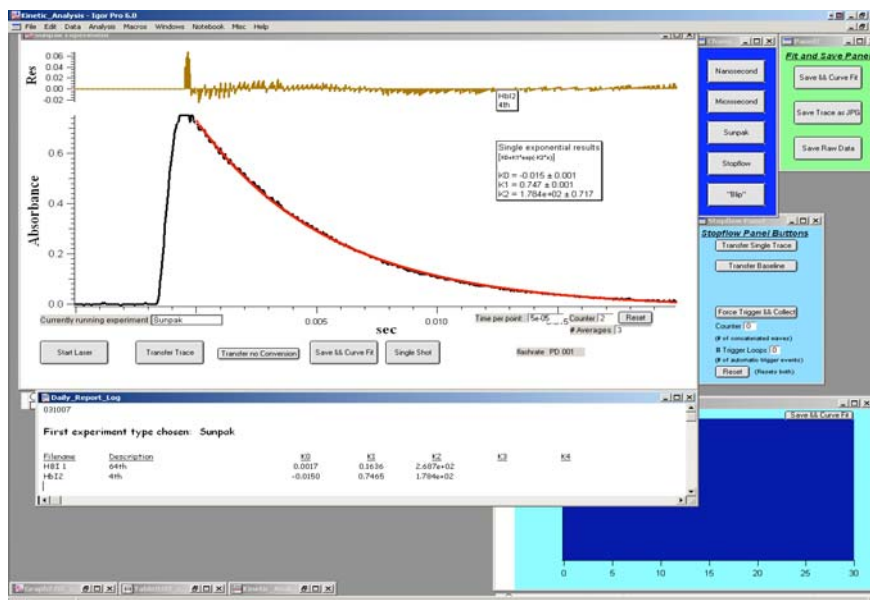 Kinetic_Analysis - Igor Pro 6.0
File Edit Data Analysis Macros Windows Notebook Misc Help
Sunpak Experiment
Res
0.06
0.04
0.02
0.00
-0.02
HbI2
4th
Absorbance
0.6
0.4
0.2
0.0
Single exponential results
[K0+K1*exp(-K2*x)]
K0 = -0.015 ± 0.001
K1 = 0.747 ± 0.001
K2 = 1.784e+02 ± 0.717
0.005
0.010
sec
Currently running experiment Sunpak
Time per point: 5e-05
Counter 2
Reset
# Averages 3
Start Laser
Transfer Trace
Transfer no Conversion
Save && Curve Fit
Single Shot
flashrate PD 001
Nanosecond
Microsecond
Sunpak
Stopflow
"Blip"
Fit and Save Panel
Save && Curve Fit
Save Trace as JPG
Save Raw Data
Stopflow Panel
Stopflow Panel Buttons
Transfer Single Trace
Transfer Baseline
Force Trigger && Collect
Counter 0
(# of concatenated waves)
# Trigger Loops 0
(# of automatic trigger events)
Reset (Resets both)
Daily_Report_Log
031007
First experiment type chosen: Sunpak
Filename Description K0 K1 K2 K3 K4
HBI 1 64th 0.0017 0.1636 2.687e+02
HbI2 4th -0.0150 0.7465 1.784e+02
Save && Curve Fit
0 5 10 15 20 25 30